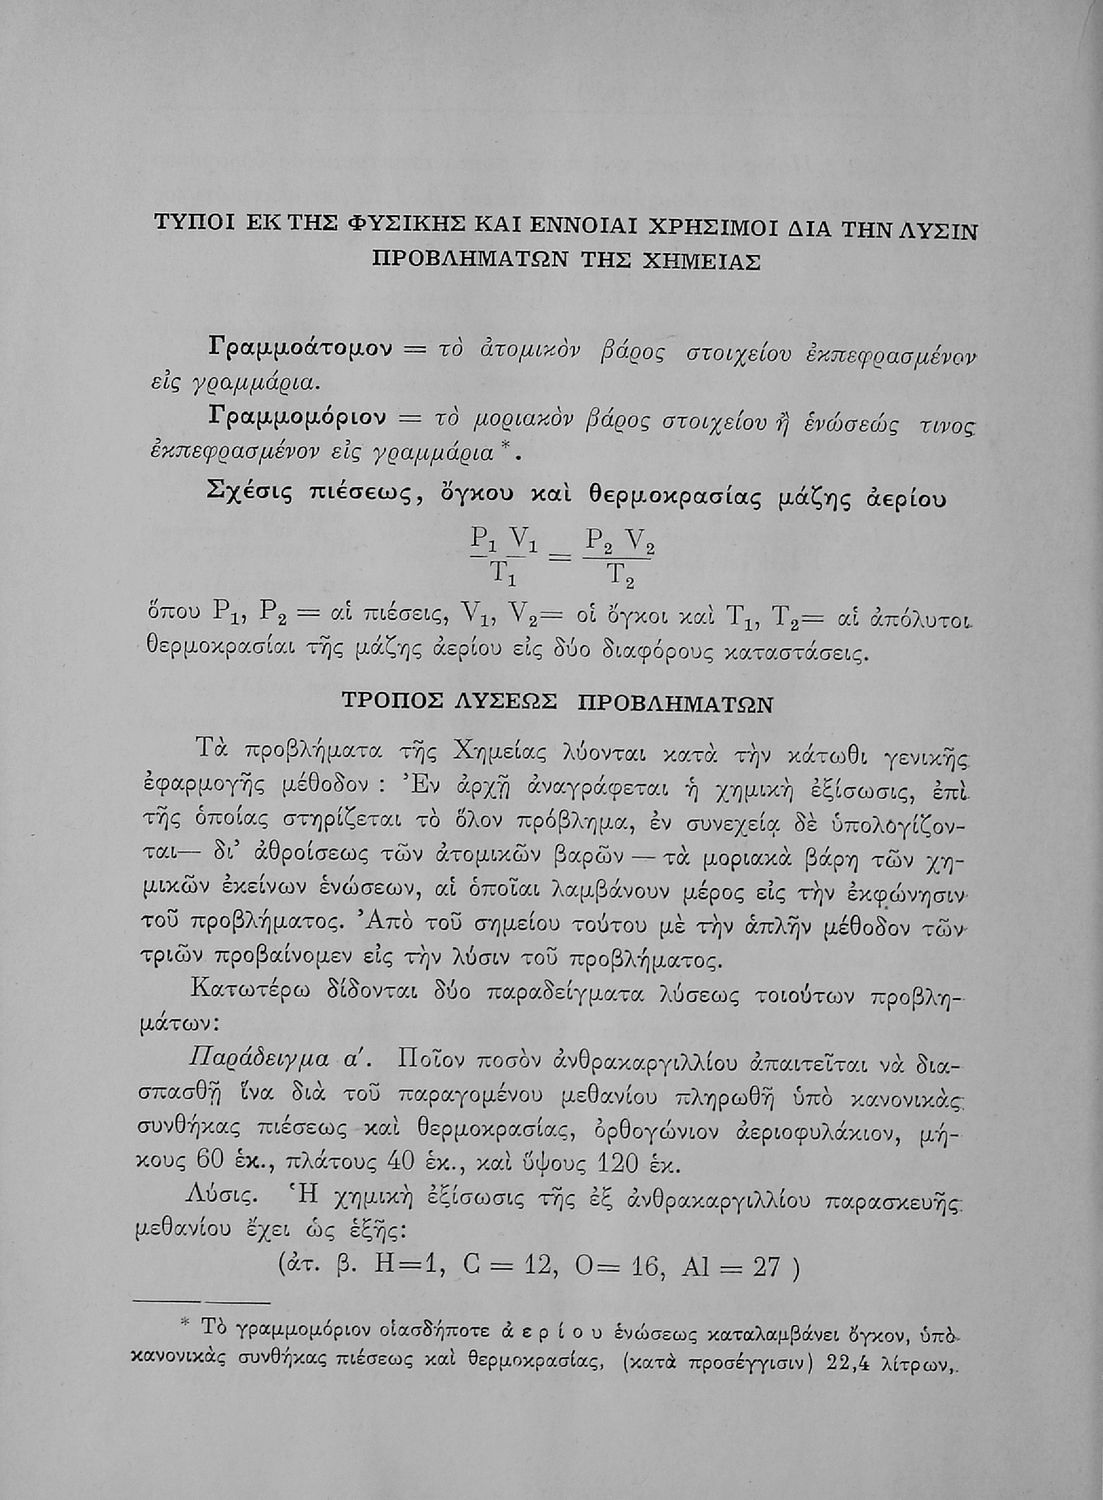 ΤΥΠΟΙ ΕΚ ΤΗΣ ΦΥΣΙΚΗΣ ΚΑΙ ΕΝΝΟΙΑΙ ΧΡΗΣΙΜΟΙ ΔΙΑ ΤΗΝ ΛΥΣΙΝ
ΠΡΟΒΛΗΜΑΤΩΝ ΤΗΣ ΧΗΜΕΙΑΣ
Γραμμοάτομον = τὸ ἀτομικὸν βάρος στοιχείου ἐκπεφρασμένον
εἰς γραμμάρια.
Γραμμομόριον = τὸ μοριακὸν βάρος στοιχείου ἢ ἑνώσεώς τινος
ἐκπεφρασμένον εἰς γραμμάρια *.
Σχέσις πιέσεως, ὄγκου καὶ θερμοκρασίας μάζης ἀερίου
P₁ V₁ = P₂ V₂
T₁ T₂
ὅπου P₁, P₂ = αἱ πιέσεις, V₁, V₂= οἱ ὄγκοι καὶ T₁, T₂= αἱ ἀπόλυτοι
θερμοκρασίαι τῆς μάζης ἀερίου εἰς δύο διαφόρους καταστάσεις.
ΤΡΟΠΟΣ ΛΥΣΕΩΣ ΠΡΟΒΛΗΜΑΤΩΝ
Τὰ προβλήματα τῆς Χημείας λύονται κατὰ τὴν κάτωθι γενικῆς
ἐφαρμογῆς μέθοδον : Ἐν ἀρχῇ ἀναγράφεται ἡ χημικὴ ἐξίσωσις, ἐπὶ
τῆς ὁποίας στηρίζεται τὸ ὅλον πρόβλημα, ἐν συνεχείᾳ δὲ ὑπολογίζον-
ται— δι’ ἀθροίσεως τῶν ἀτομικῶν βαρῶν — τὰ μοριακὰ βάρη τῶν χη-
μικῶν ἐκείνων ἑνώσεων, αἱ ὁποῖαι λαμβάνουν μέρος εἰς τὴν ἐκφώνησιν
τοῦ προβλήματος. Ἀπὸ τοῦ σημείου τούτου μὲ τὴν ἁπλῆν μέθοδον τῶν
τριῶν προβαίνομεν εἰς τὴν λύσιν τοῦ προβλήματος.
Κατωτέρω δίδονται δύο παραδείγματα λύσεως τοιούτων προβλη-
μάτων:
Παράδειγμα α′. Ποῖον ποσὸν ἀνθρακαργιλλίου ἀπαιτεῖται νὰ δια-
σπασθῇ ἵνα διὰ τοῦ παραγομένου μεθανίου πληρωθῇ ὑπὸ κανονικὰς
συνθήκας πιέσεως καὶ θερμοκρασίας, ὀρθογώνιον ἀεριοφυλάκιον, μή-
κους 60 ἑκ., πλάτους 40 ἑκ., καὶ ὕψους 120 ἑκ.
Λύσις. Ἡ χημικὴ ἐξίσωσις τῆς ἐξ ἀνθρακαργιλλίου παρασκευῆς
μεθανίου ἔχει ὡς ἑξῆς:
(ἀτ. β. H=1, C = 12, O= 16, Al = 27 )
* Τὸ γραμμομόριον οἱασδήποτε ἀ ε ρ ί ο υ ἑνώσεως καταλαμβάνει ὄγκον, ὑπὸ
κανονικὰς συνθήκας πιέσεως καὶ θερμοκρασίας, (κατὰ προσέγγισιν) 22,4 λίτρων,.